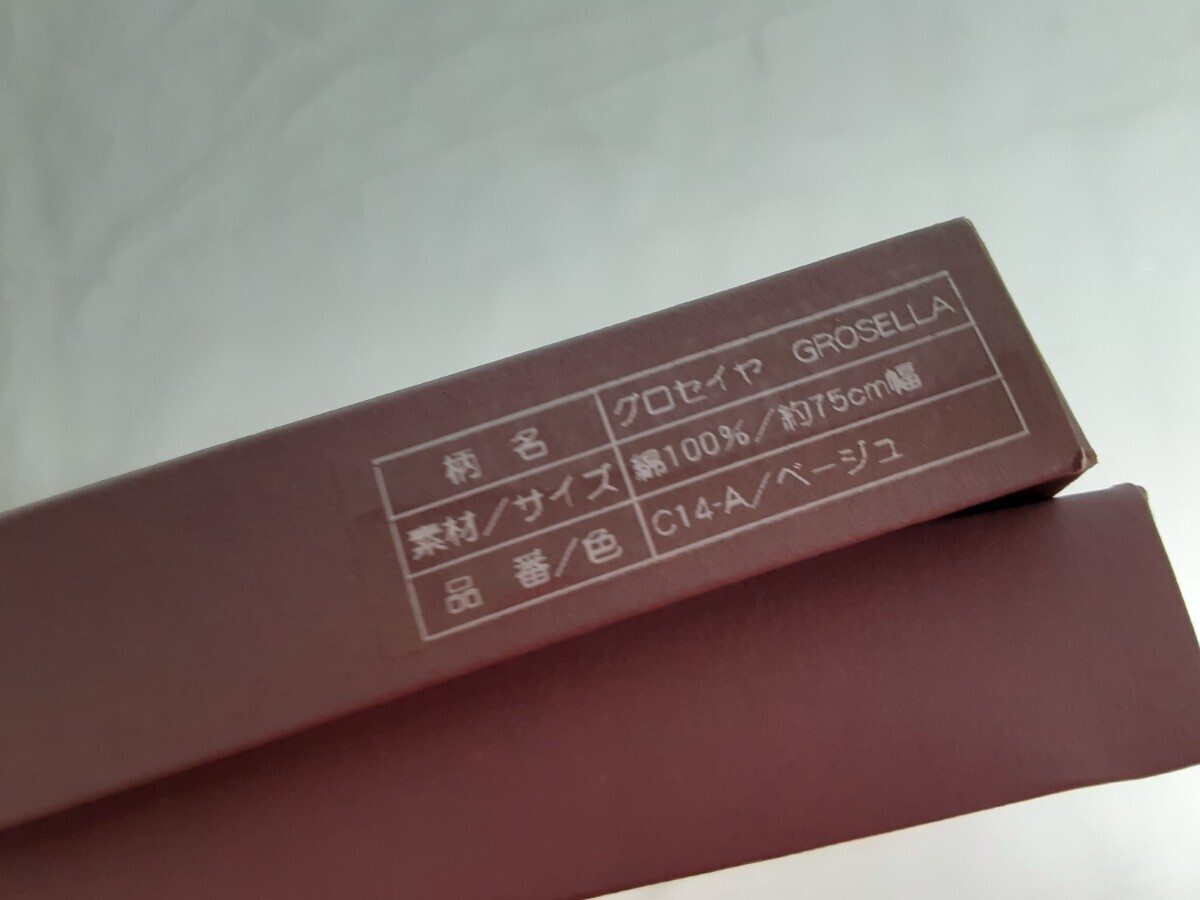 柄名 グロセイヤ GROSELLA
素材/サイズ 綿100%/約75cm幅
品番/色 C14-A/ベージュ